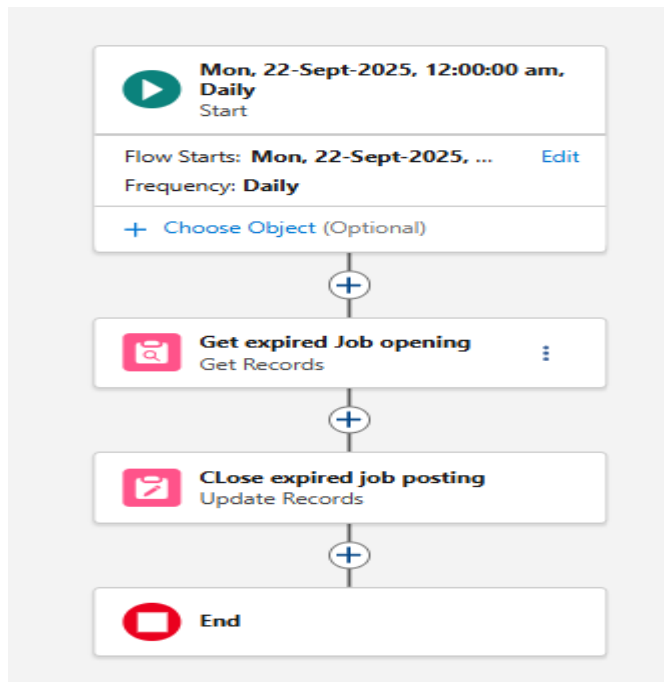 Mon, 22-Sept-2025, 12:00:00 am,
Daily
Start
Flow Starts: Mon, 22-Sept-2025, ... Edit
Frequency: Daily
+ Choose Object (Optional)
Get expired Job opening
Get Records
CLose expired job posting
Update Records
End